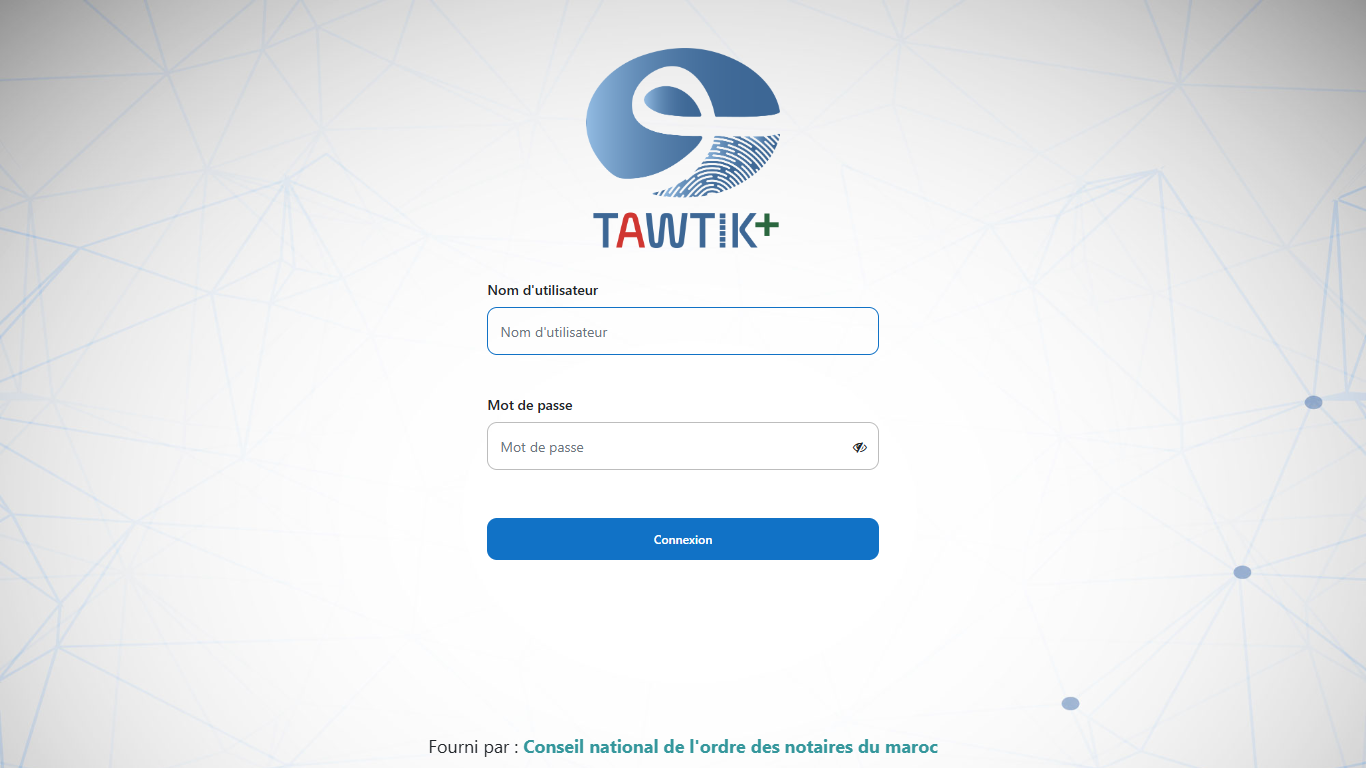 TAWTIK+
Nom d'utilisateur
Nom d'utilisateur
Mot de passe
Mot de passe
Connexion
Fourni par : Conseil national de l'ordre des notaires du maroc